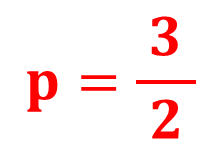 p = 3/2